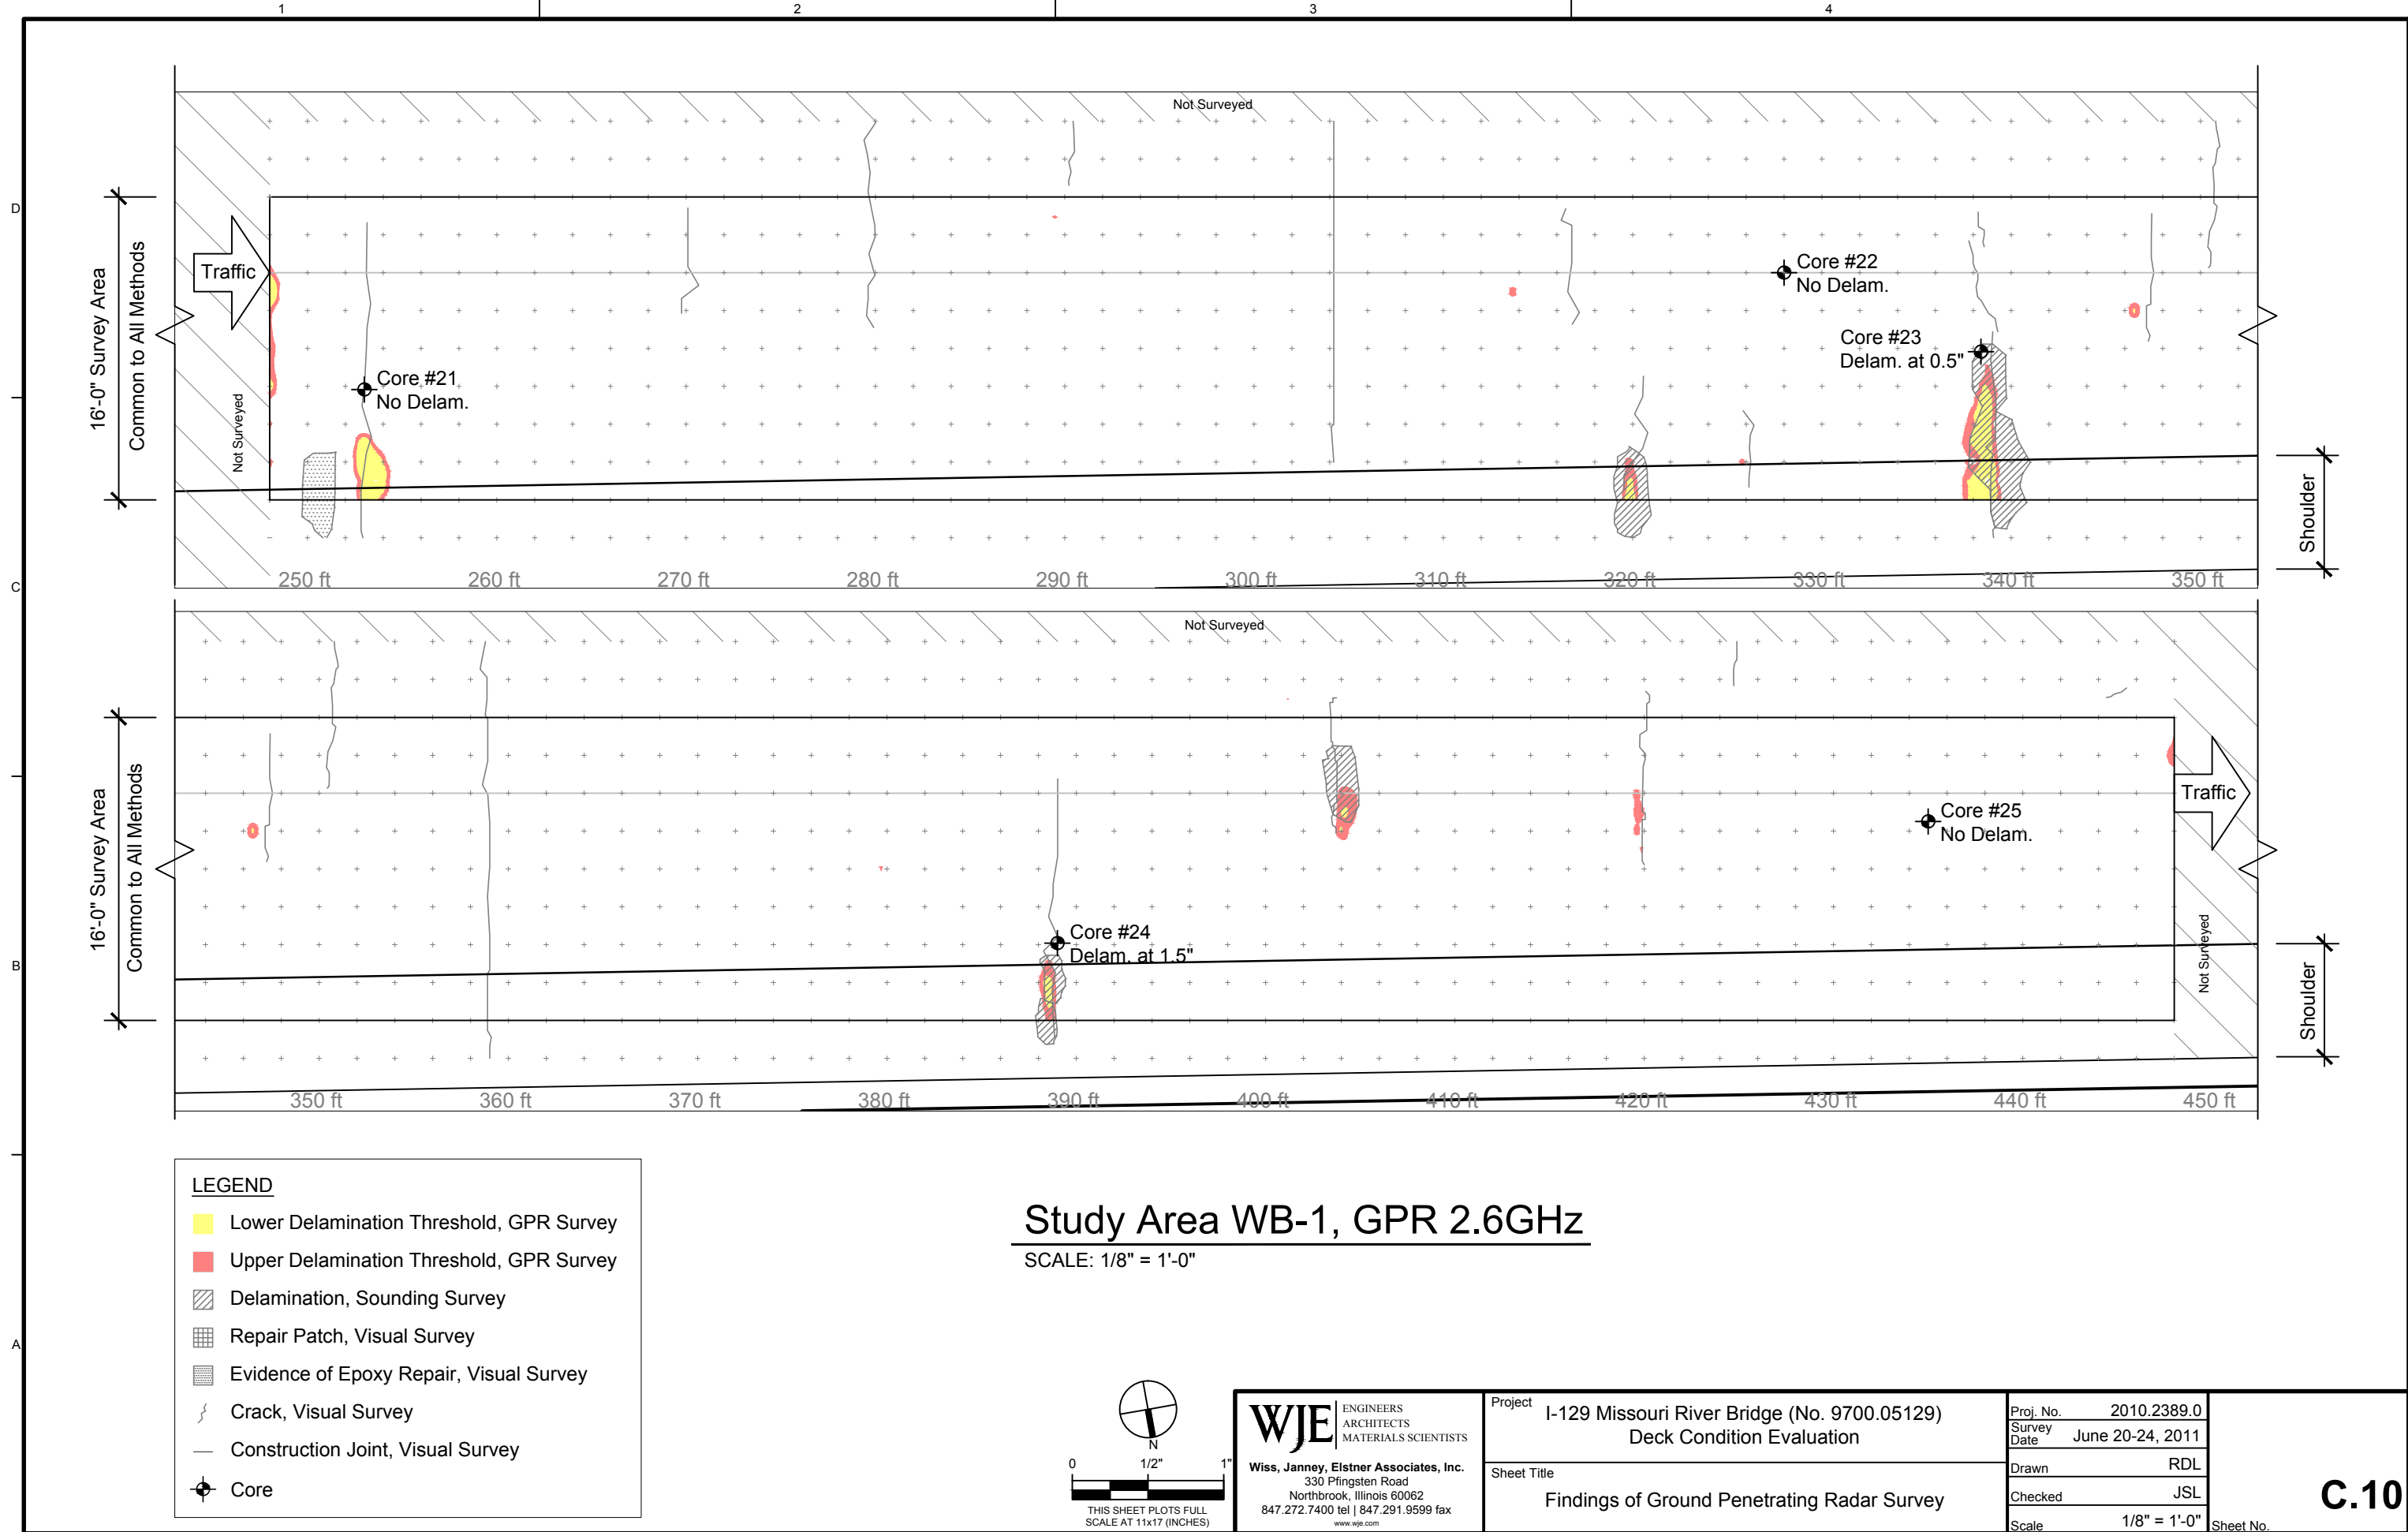 1
2
3
4
D
C
B
A
Not Surveyed
16'-0" Survey Area
Common to All Methods
Traffic
Not Surveyed
Core #21
No Delam.
Core #22
No Delam.
Core #23
Delam. at 0.5"
Shoulder
250 ft
260 ft
270 ft
280 ft
290 ft
300 ft
310 ft
320 ft
330 ft
340 ft
350 ft
Not Surveyed
16'-0" Survey Area
Common to All Methods
Traffic
Core #25
No Delam.
Core #24
Delam. at 1.5"
Not Surveyed
Shoulder
350 ft
360 ft
370 ft
380 ft
390 ft
400 ft
410 ft
420 ft
430 ft
440 ft
450 ft
LEGEND
Lower Delamination Threshold, GPR Survey
Upper Delamination Threshold, GPR Survey
Delamination, Sounding Survey
Repair Patch, Visual Survey
Evidence of Epoxy Repair, Visual Survey
Crack, Visual Survey
Construction Joint, Visual Survey
Core
Study Area WB-1, GPR 2.6GHz
SCALE: 1/8" = 1'-0"
N
0 1/2" 1"
THIS SHEET PLOTS FULL
SCALE AT 11x17 (INCHES)
WJE
ENGINEERS
ARCHITECTS
MATERIALS SCIENTISTS
Wiss, Janney, Elstner Associates, Inc.
330 Pfingsten Road
Northbrook, Illinois 60062
847.272.7400 tel | 847.291.9599 fax
www.wje.com
Project
I-129 Missouri River Bridge (No. 9700.05129)
Deck Condition Evaluation
Sheet Title
Findings of Ground Penetrating Radar Survey
Proj. No. 2010.2389.0
Survey Date June 20-24, 2011
Drawn RDL
Checked JSL
Scale 1/8" = 1'-0"
Sheet No.
C.10